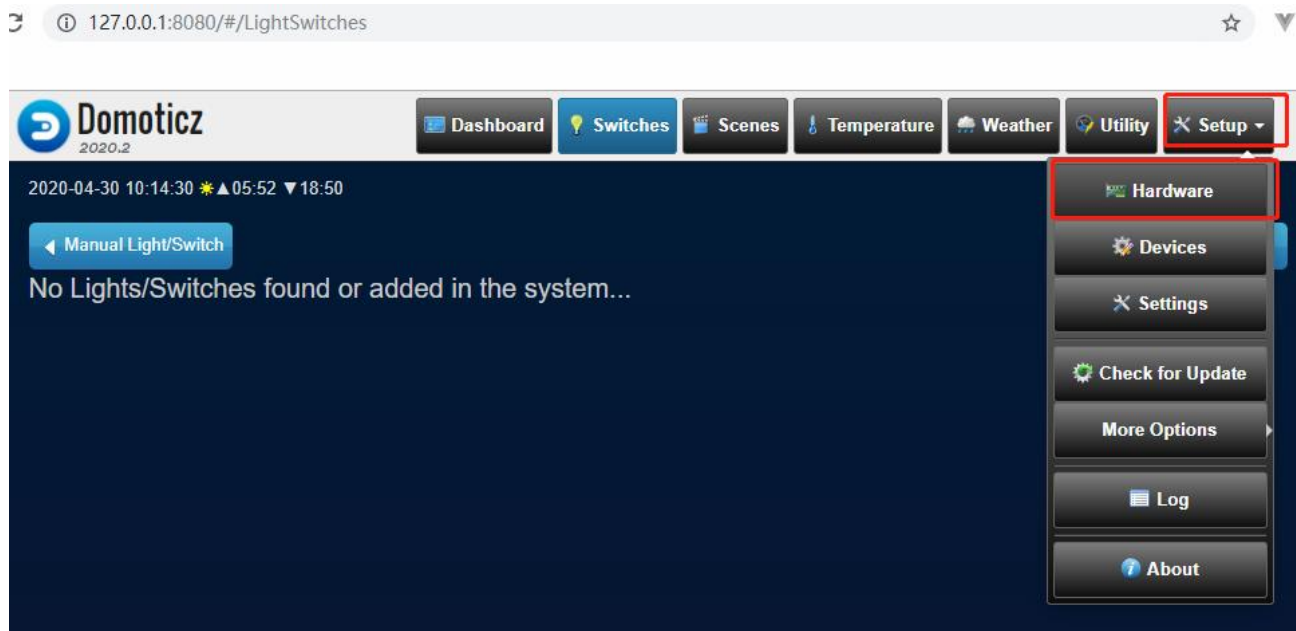 127.0.0.1:8080/#/LightSwitches
Domoticz
2020.2
Dashboard Switches Scenes Temperature Weather Utility Setup
2020-04-30 10:14:30 ☀▲05:52 ▼18:50
Manual Light/Switch
No Lights/Switches found or added in the system...
Hardware
Devices
Settings
Check for Update
More Options
Log
About